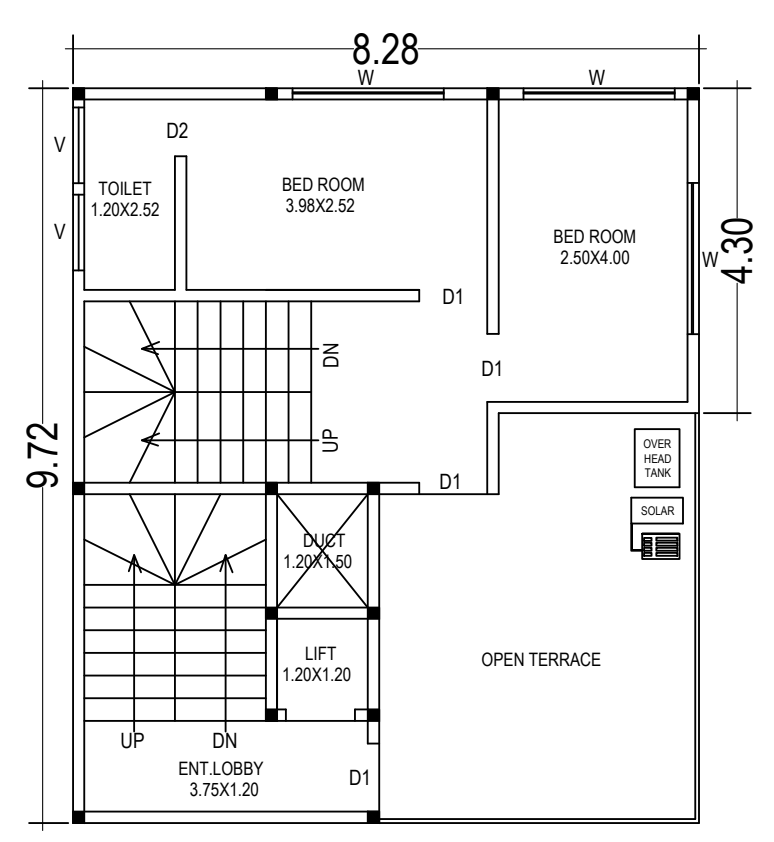 8.28
W
W
V
D2
TOILET
1.20X2.52
BED ROOM
3.98X2.52
V
BED ROOM
2.50X4.00
W
4.30
D1
DN
D1
UP
9.72
D1
OVER
HEAD
TANK
SOLAR
DUCT
1.20X1.50
LIFT
1.20X1.20
OPEN TERRACE
UP
DN
ENT.LOBBY
3.75X1.20
D1